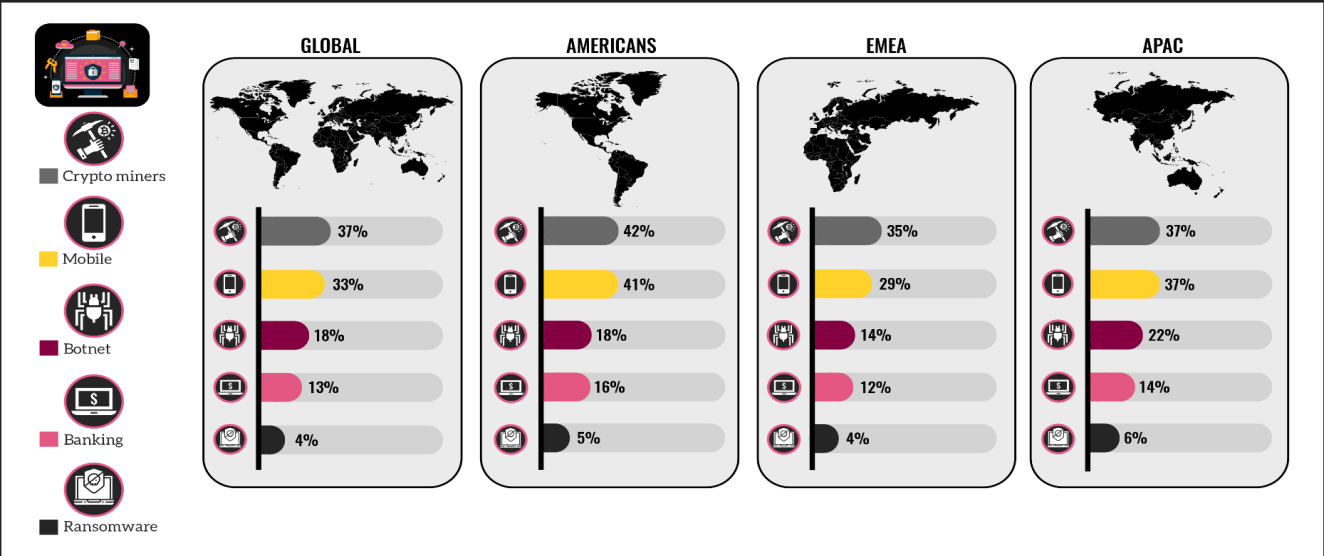 Crypto miners
Mobile
Botnet
Banking
Ransomware
GLOBAL
37%
33%
18%
13%
4%
AMERICANS
42%
41%
18%
16%
5%
EMEA
35%
29%
14%
12%
4%
APAC
37%
37%
22%
14%
6%